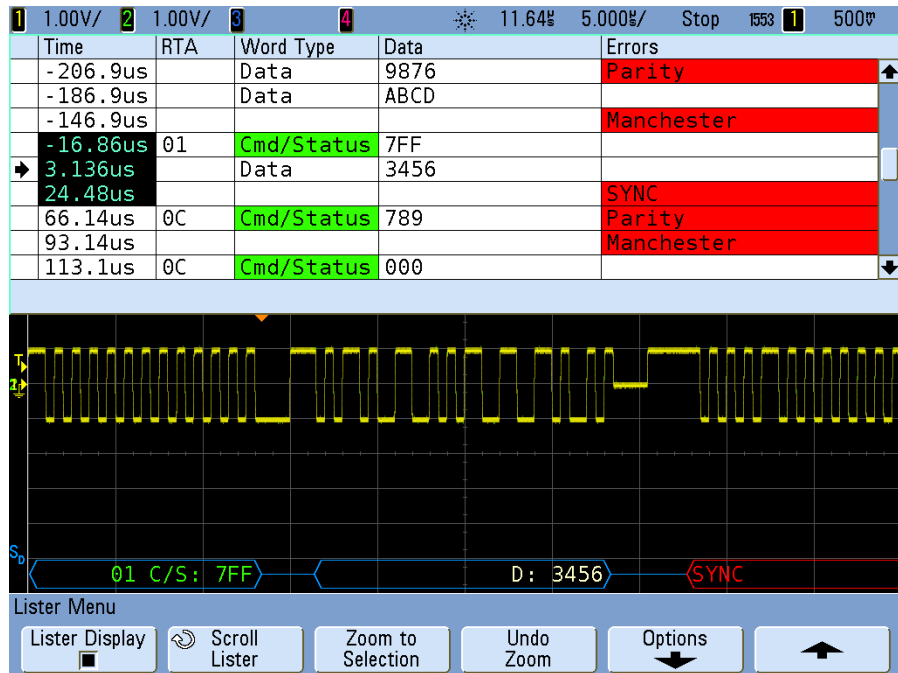 1 1.00V/ 2 1.00V/ 3 4 11.64 5.000/ Stop 1553 1 500
Time RTA Word Type Data Errors
-206.9us Data 9876 Parity
-186.9us Data ABCD
-146.9us Manchester
-16.86us 01 Cmd/Status 7FF
3.136us Data 3456
24.48us SYNC
66.14us 0C Cmd/Status 789 Parity
93.14us Manchester
113.1us 0C Cmd/Status 000
T
SD 01 C/S: 7FF D: 3456 SYNC
Lister Menu
Lister Display Scroll Lister Zoom to Selection Undo Zoom Options